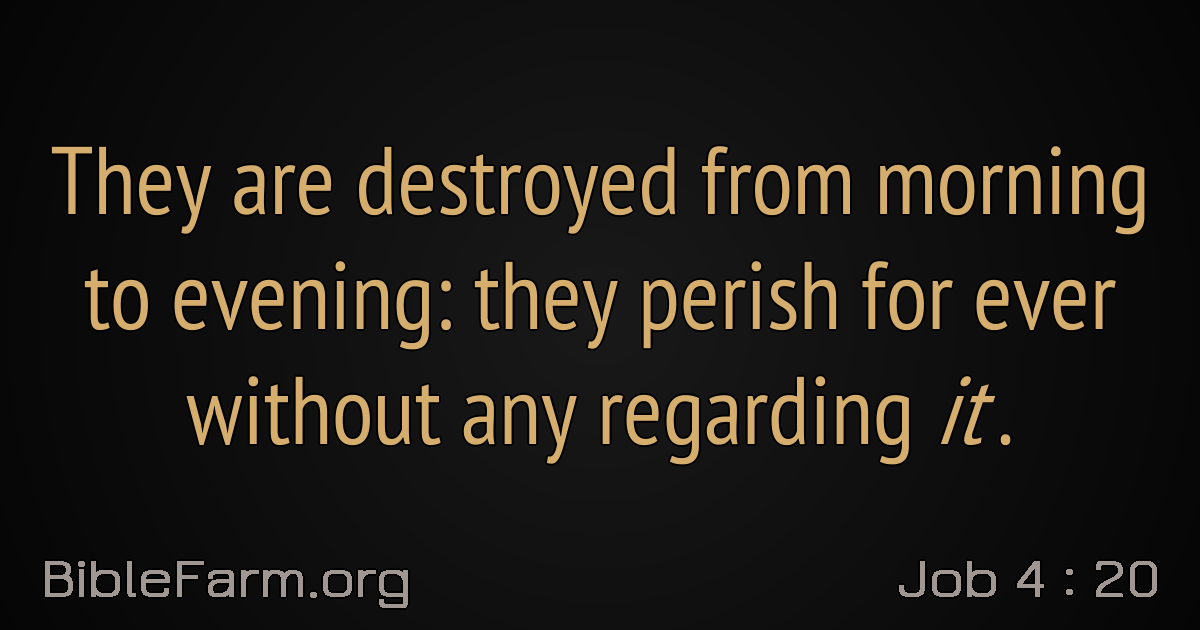 They are destroyed from morning
to evening: they perish for ever
without any regarding it .
BibleFarm.org
Job 4 : 20